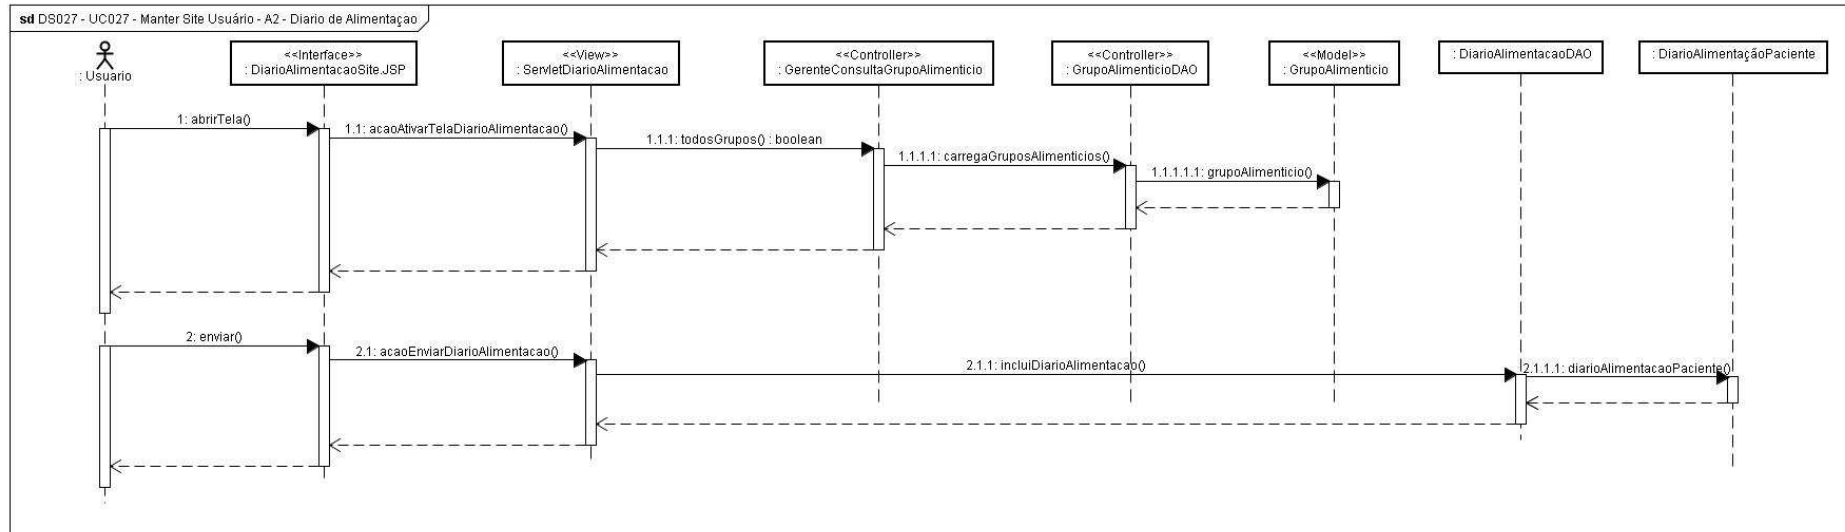 sd DS027 - UC027 - Manter Site Usuário - A2 - Diario de Alimentaçao
: Usuario
<<Interface>>
: DiarioAlimentacaoSite.JSP
<<View>>
: ServletDiarioAlimentacao
<<Controller>>
: GerenteConsultaGrupoAlimenticio
<<Controller>>
: GrupoAlimenticioDAO
<<Model>>
: GrupoAlimenticio
: DiarioAlimentacaoDAO
: DiarioAlimentaçãoPaciente
1: abrirTela()
1.1: acaoAtivarTelaDiarioAlimentacao()
1.1.1: todosGrupos() : boolean
1.1.1.1: carregaGruposAlimenticios()
1.1.1.1.1: grupoAlimenticio()
2: enviar()
2.1: acaoEnviarDiarioAlimentacao()
2.1.1: incluiDiarioAlimentacao()
2.1.1.1: diarioAlimentacaoPaciente()